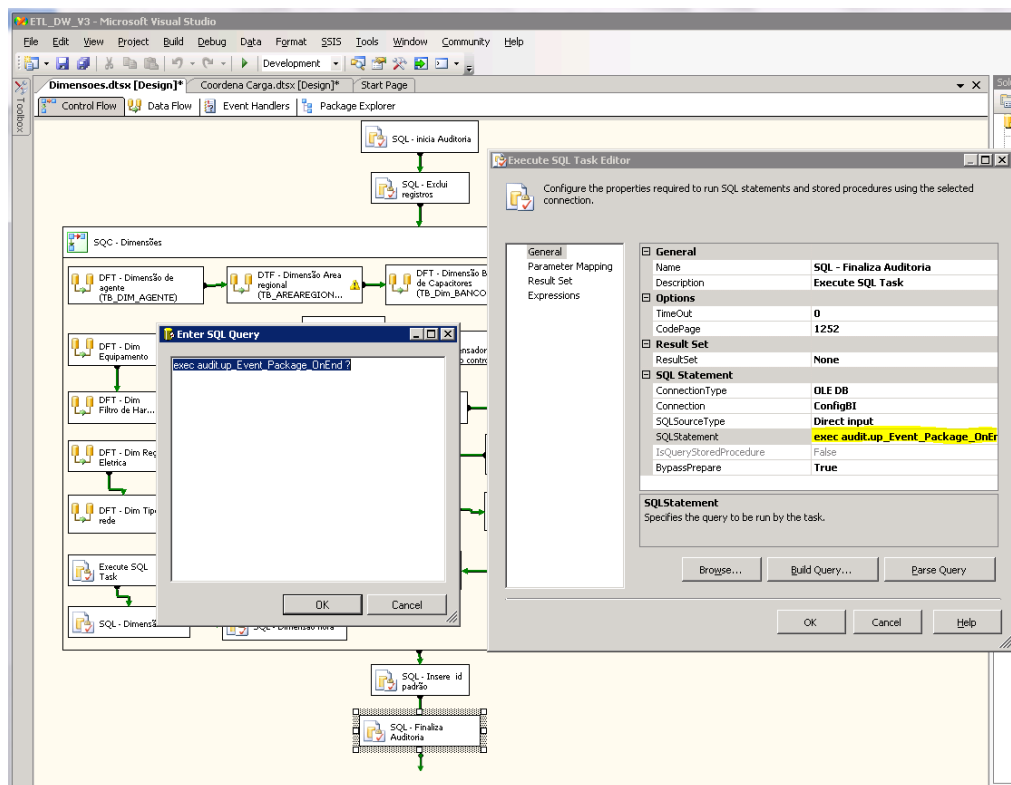 ETL_DW_V3 - Microsoft Visual Studio
File Edit View Project Build Debug Data Format SSIS Tools Window Community Help
Development
Dimensoes.dtsx [Design]* Coordena Carga.dtsx [Design]* Start Page
Toolbox
Control Flow Data Flow Event Handlers Package Explorer
SQL - inicia Auditoria
SQL - Exclui
registros
SQC - Dimensões
DFT - Dimensão de
agente
(TB_DIM_AGENTE)
DTF - Dimensão Area
regional
(TB_AREAREGION...
DFT - Dimensão B
de Capacitores
(TB_Dim_BANCO
DFT - Dim
Equipamento
DFT - Dim
Filtro de Har...
DFT - Dim Reg
Eletrica
DFT - Dim Tip
rede
Execute SQL
Task
SQL - Dimensã
SQL - Dimensão hora
SQL - Insere id
padrão
SQL - Finaliza
Auditoria
Enter SQL Query
exec audit.up_Event_Package_OnEnd ?
OK Cancel
Execute SQL Task Editor
Configure the properties required to run SQL statements and stored procedures using the selected
connection.
General
Parameter Mapping
Result Set
Expressions
General
Name SQL - Finaliza Auditoria
Description Execute SQL Task
Options
TimeOut 0
CodePage 1252
Result Set
ResultSet None
SQL Statement
ConnectionType OLE DB
Connection ConfigBI
SQLSourceType Direct input
SQLStatement exec audit.up_Event_Package_OnEr
IsQueryStoredProcedure False
BypassPrepare True
SQLStatement
Specifies the query to be run by the task.
Browse... Build Query... Parse Query
OK Cancel Help